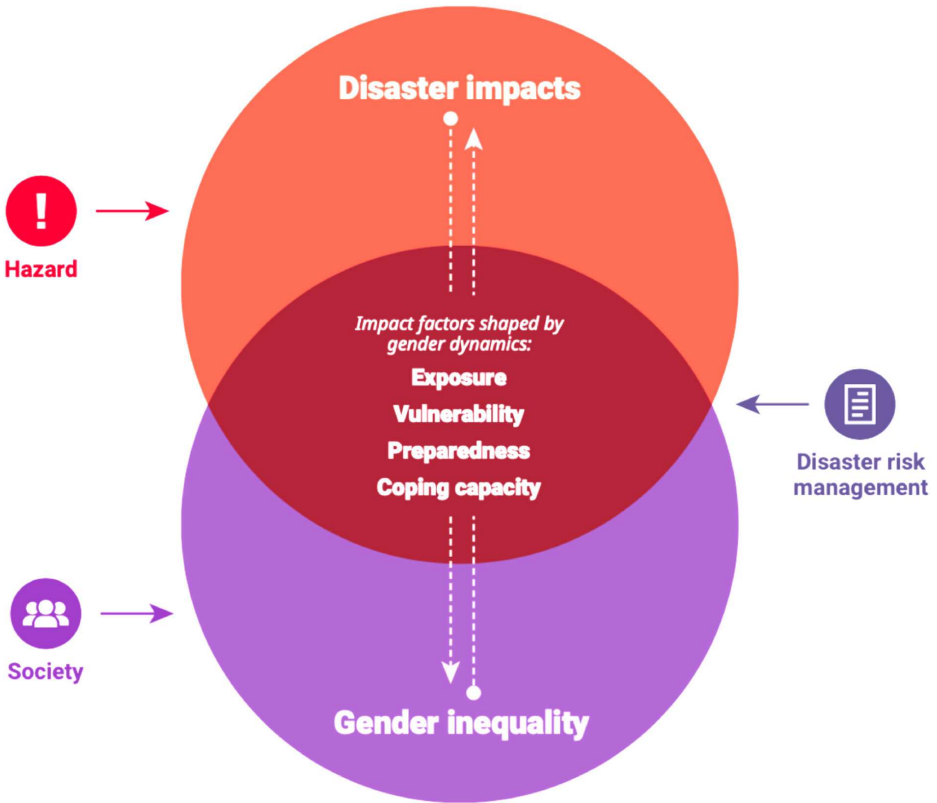 Disaster impacts
!
Hazard
Impact factors shaped by
gender dynamics:
Exposure
Vulnerability
Preparedness
Coping capacity
Disaster risk
management
Society
Gender inequality